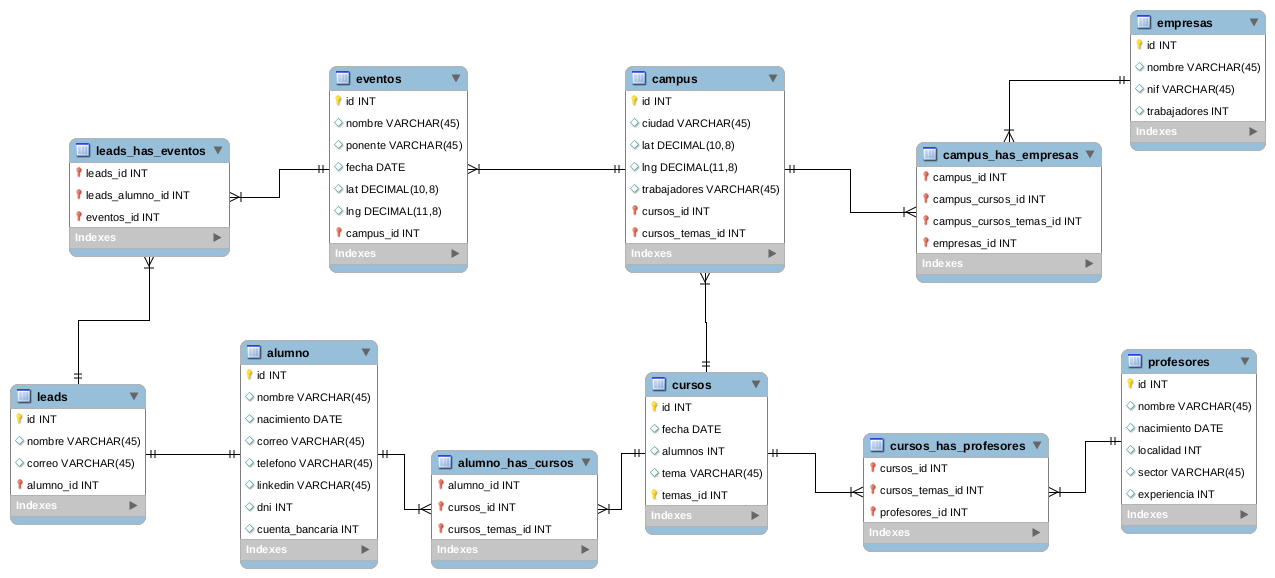 empresas
id INT
nombre VARCHAR(45)
nif VARCHAR(45)
trabajadores INT
Indexes
eventos
id INT
nombre VARCHAR(45)
ponente VARCHAR(45)
fecha DATE
lat DECIMAL(10,8)
lng DECIMAL(11,8)
campus_id INT
Indexes
campus
id INT
ciudad VARCHAR(45)
lat DECIMAL(10,8)
lng DECIMAL(11,8)
trabajadores VARCHAR(45)
cursos_id INT
cursos_temas_id INT
Indexes
leads_has_eventos
leads_id INT
leads_alumno_id INT
eventos_id INT
Indexes
campus_has_empresas
campus_id INT
campus_cursos_id INT
campus_cursos_temas_id INT
empresas_id INT
Indexes
leads
id INT
nombre VARCHAR(45)
correo VARCHAR(45)
alumno_id INT
Indexes
alumno
id INT
nombre VARCHAR(45)
nacimiento DATE
correo VARCHAR(45)
telefono VARCHAR(45)
linkedin VARCHAR(45)
dni INT
cuenta_bancaria INT
Indexes
alumno_has_cursos
alumno_id INT
cursos_id INT
cursos_temas_id INT
Indexes
cursos
id INT
fecha DATE
alumnos INT
tema VARCHAR(45)
temas_id INT
Indexes
cursos_has_profesores
cursos_id INT
cursos_temas_id INT
profesores_id INT
Indexes
profesores
id INT
nombre VARCHAR(45)
nacimiento DATE
localidad INT
sector VARCHAR(45)
experiencia INT
Indexes